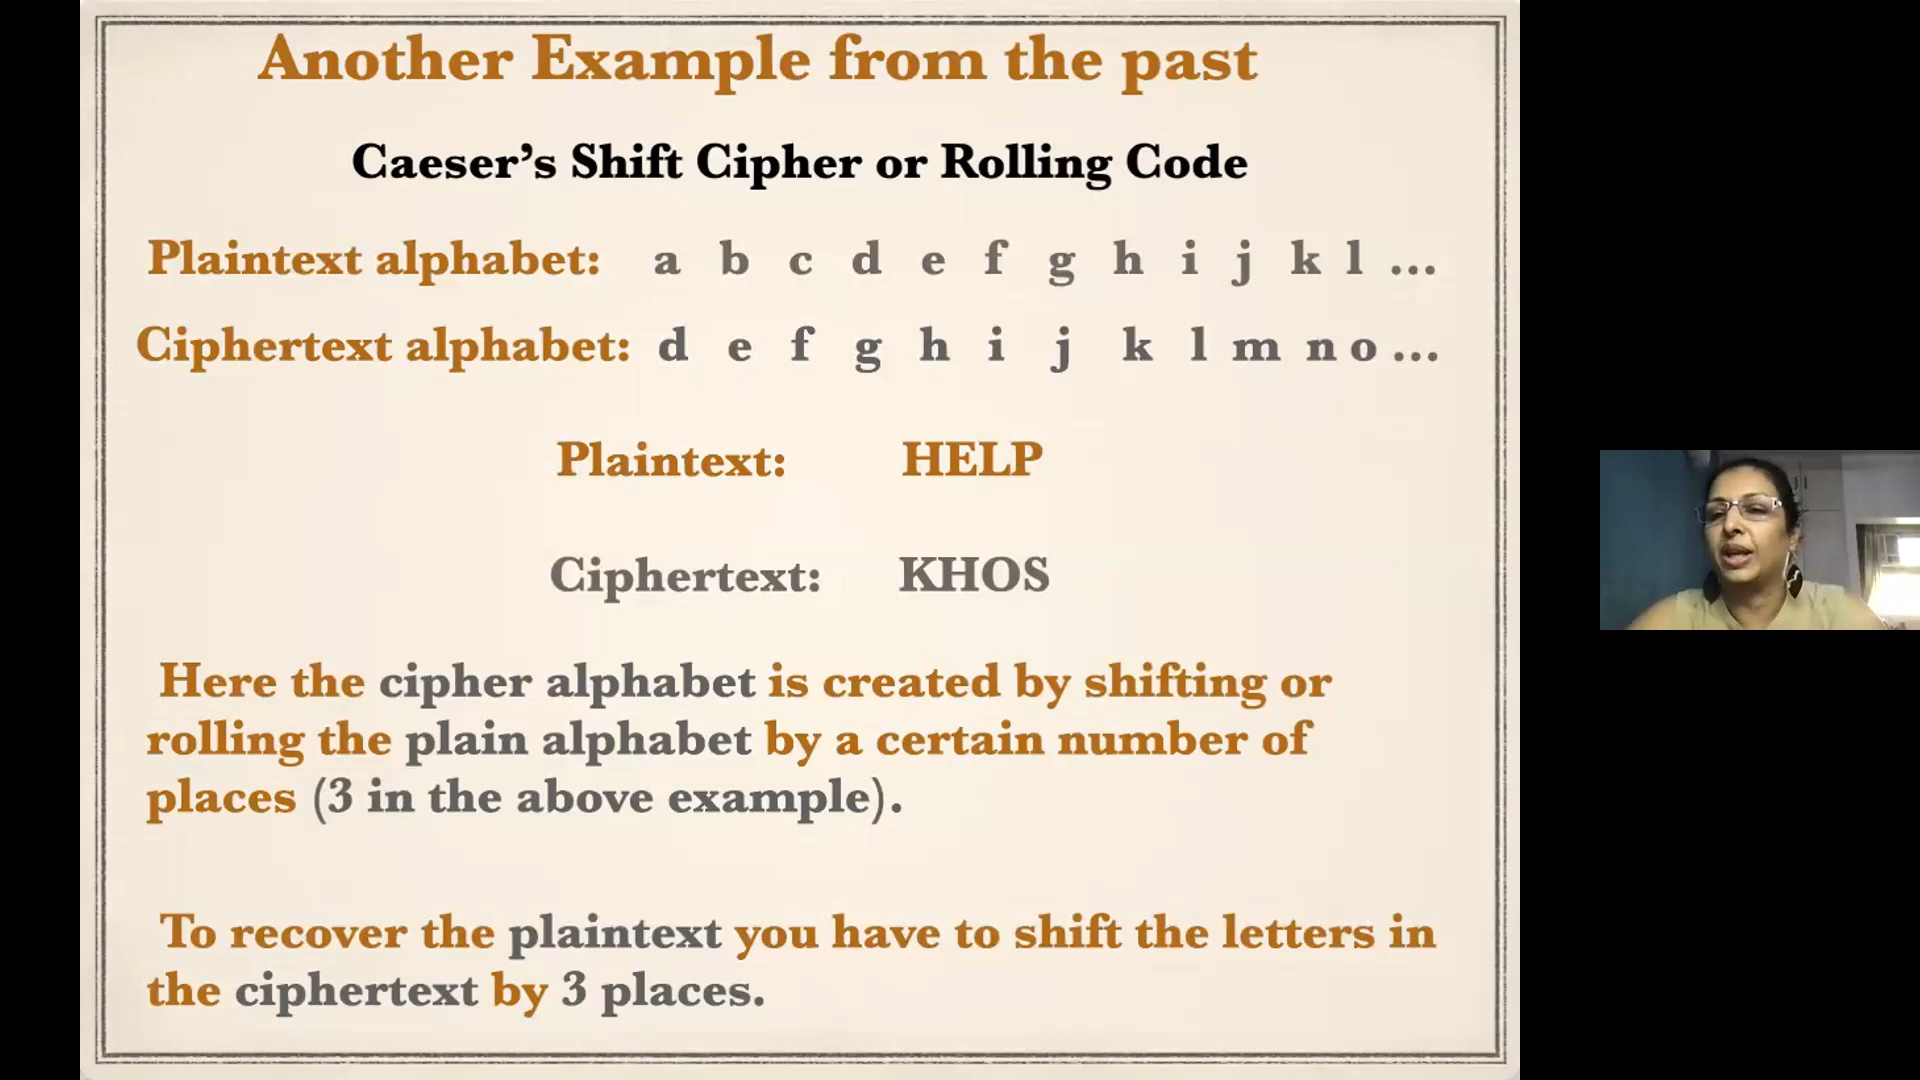 Another Example from the past
Caeser’s Shift Cipher or Rolling Code
Plaintext alphabet: a b c d e f g h i j k l ...
Ciphertext alphabet: d e f g h i j k l m n o ...
Plaintext: HELP
Ciphertext: KHOS
Here the cipher alphabet is created by shifting or
rolling the plain alphabet by a certain number of
places (3 in the above example).
To recover the plaintext you have to shift the letters in
the ciphertext by 3 places.